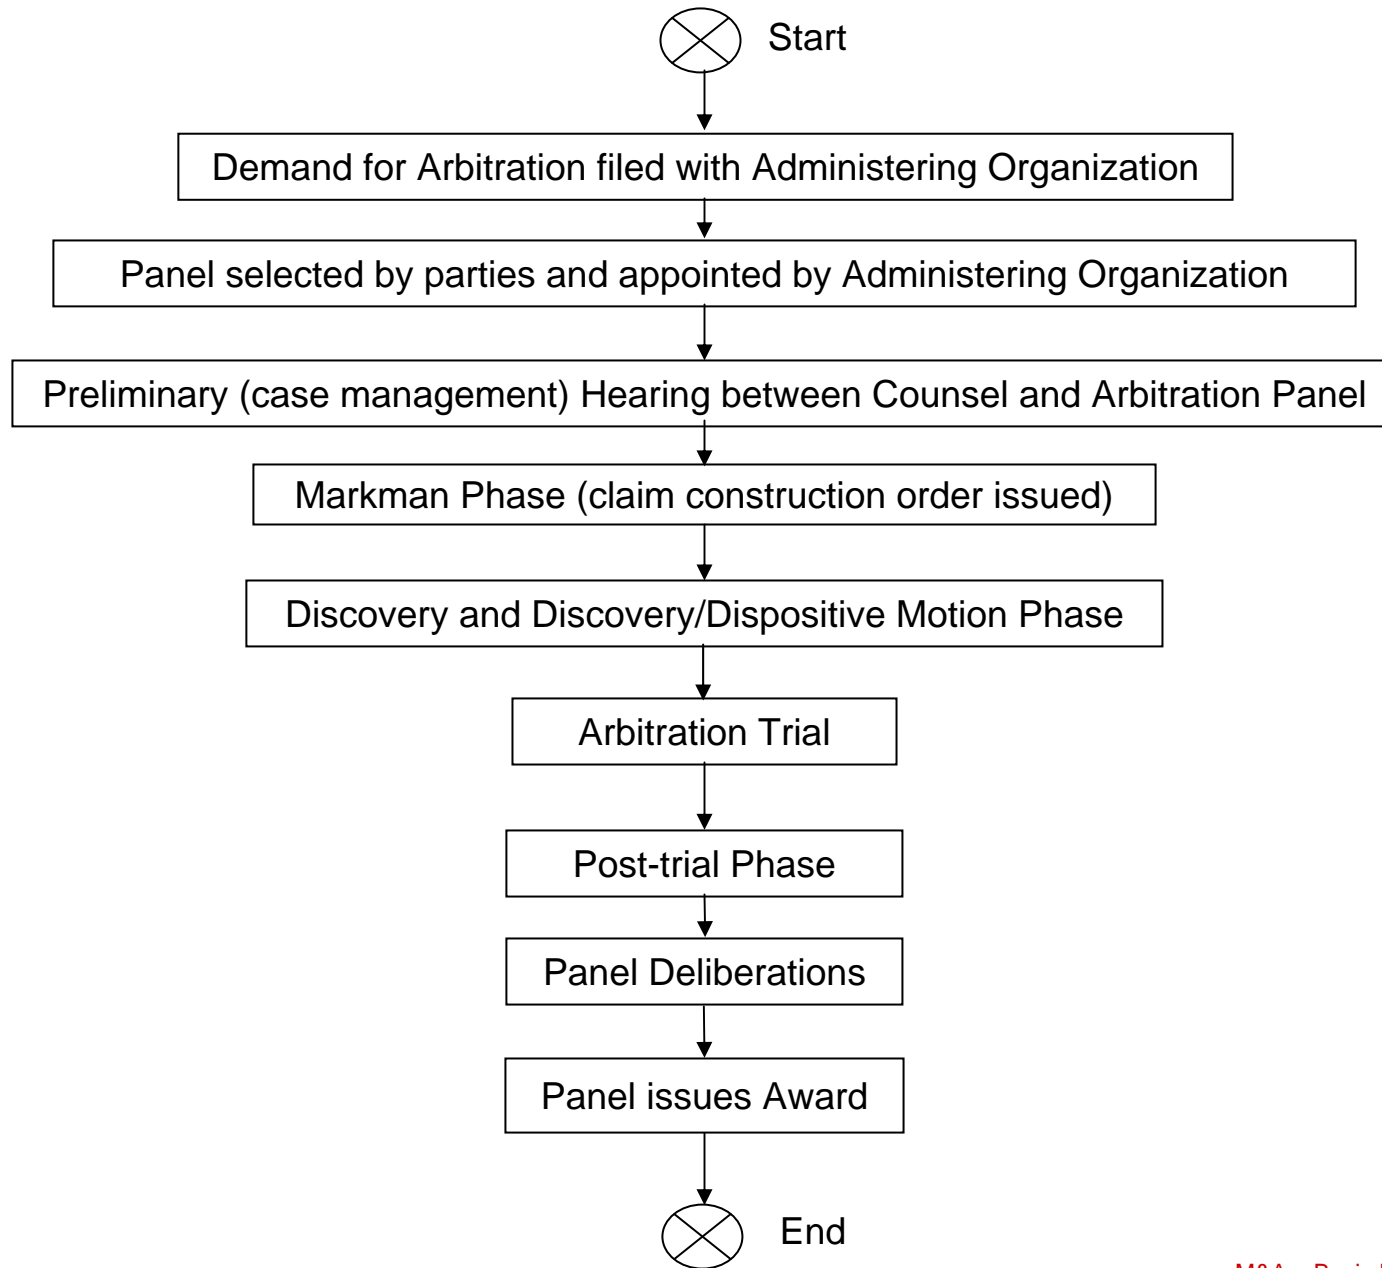 Start
Demand for Arbitration filed with Administering Organization
Panel selected by parties and appointed by Administering Organization
Preliminary (case management) Hearing between Counsel and Arbitration Panel
Markman Phase (claim construction order issued)
Discovery and Discovery/Dispositive Motion Phase
Arbitration Trial
Post-trial Phase
Panel Deliberations
Panel issues Award
End